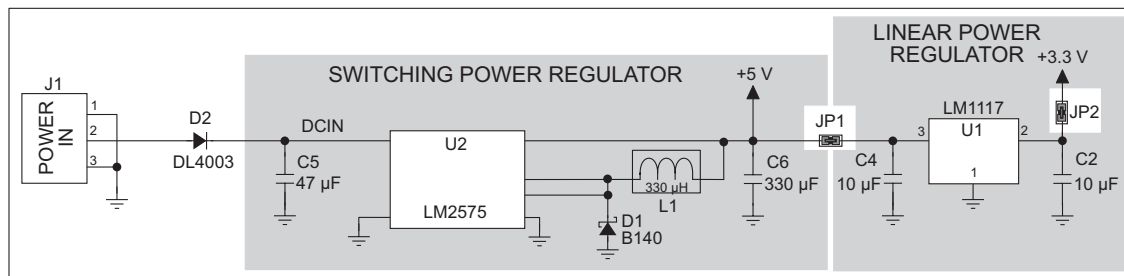 LINEAR POWER
REGULATOR
SWITCHING POWER REGULATOR
+3.3 V
+5 V
J1
POWER
IN
1
2
3
D2
DL4003
DCIN
C5
47 µF
U2
LM2575
330 µH
L1
D1
B140
C6
330 µF
JP1
C4
10 µF
LM1117
3
U1
2
1
JP2
C2
10 µF